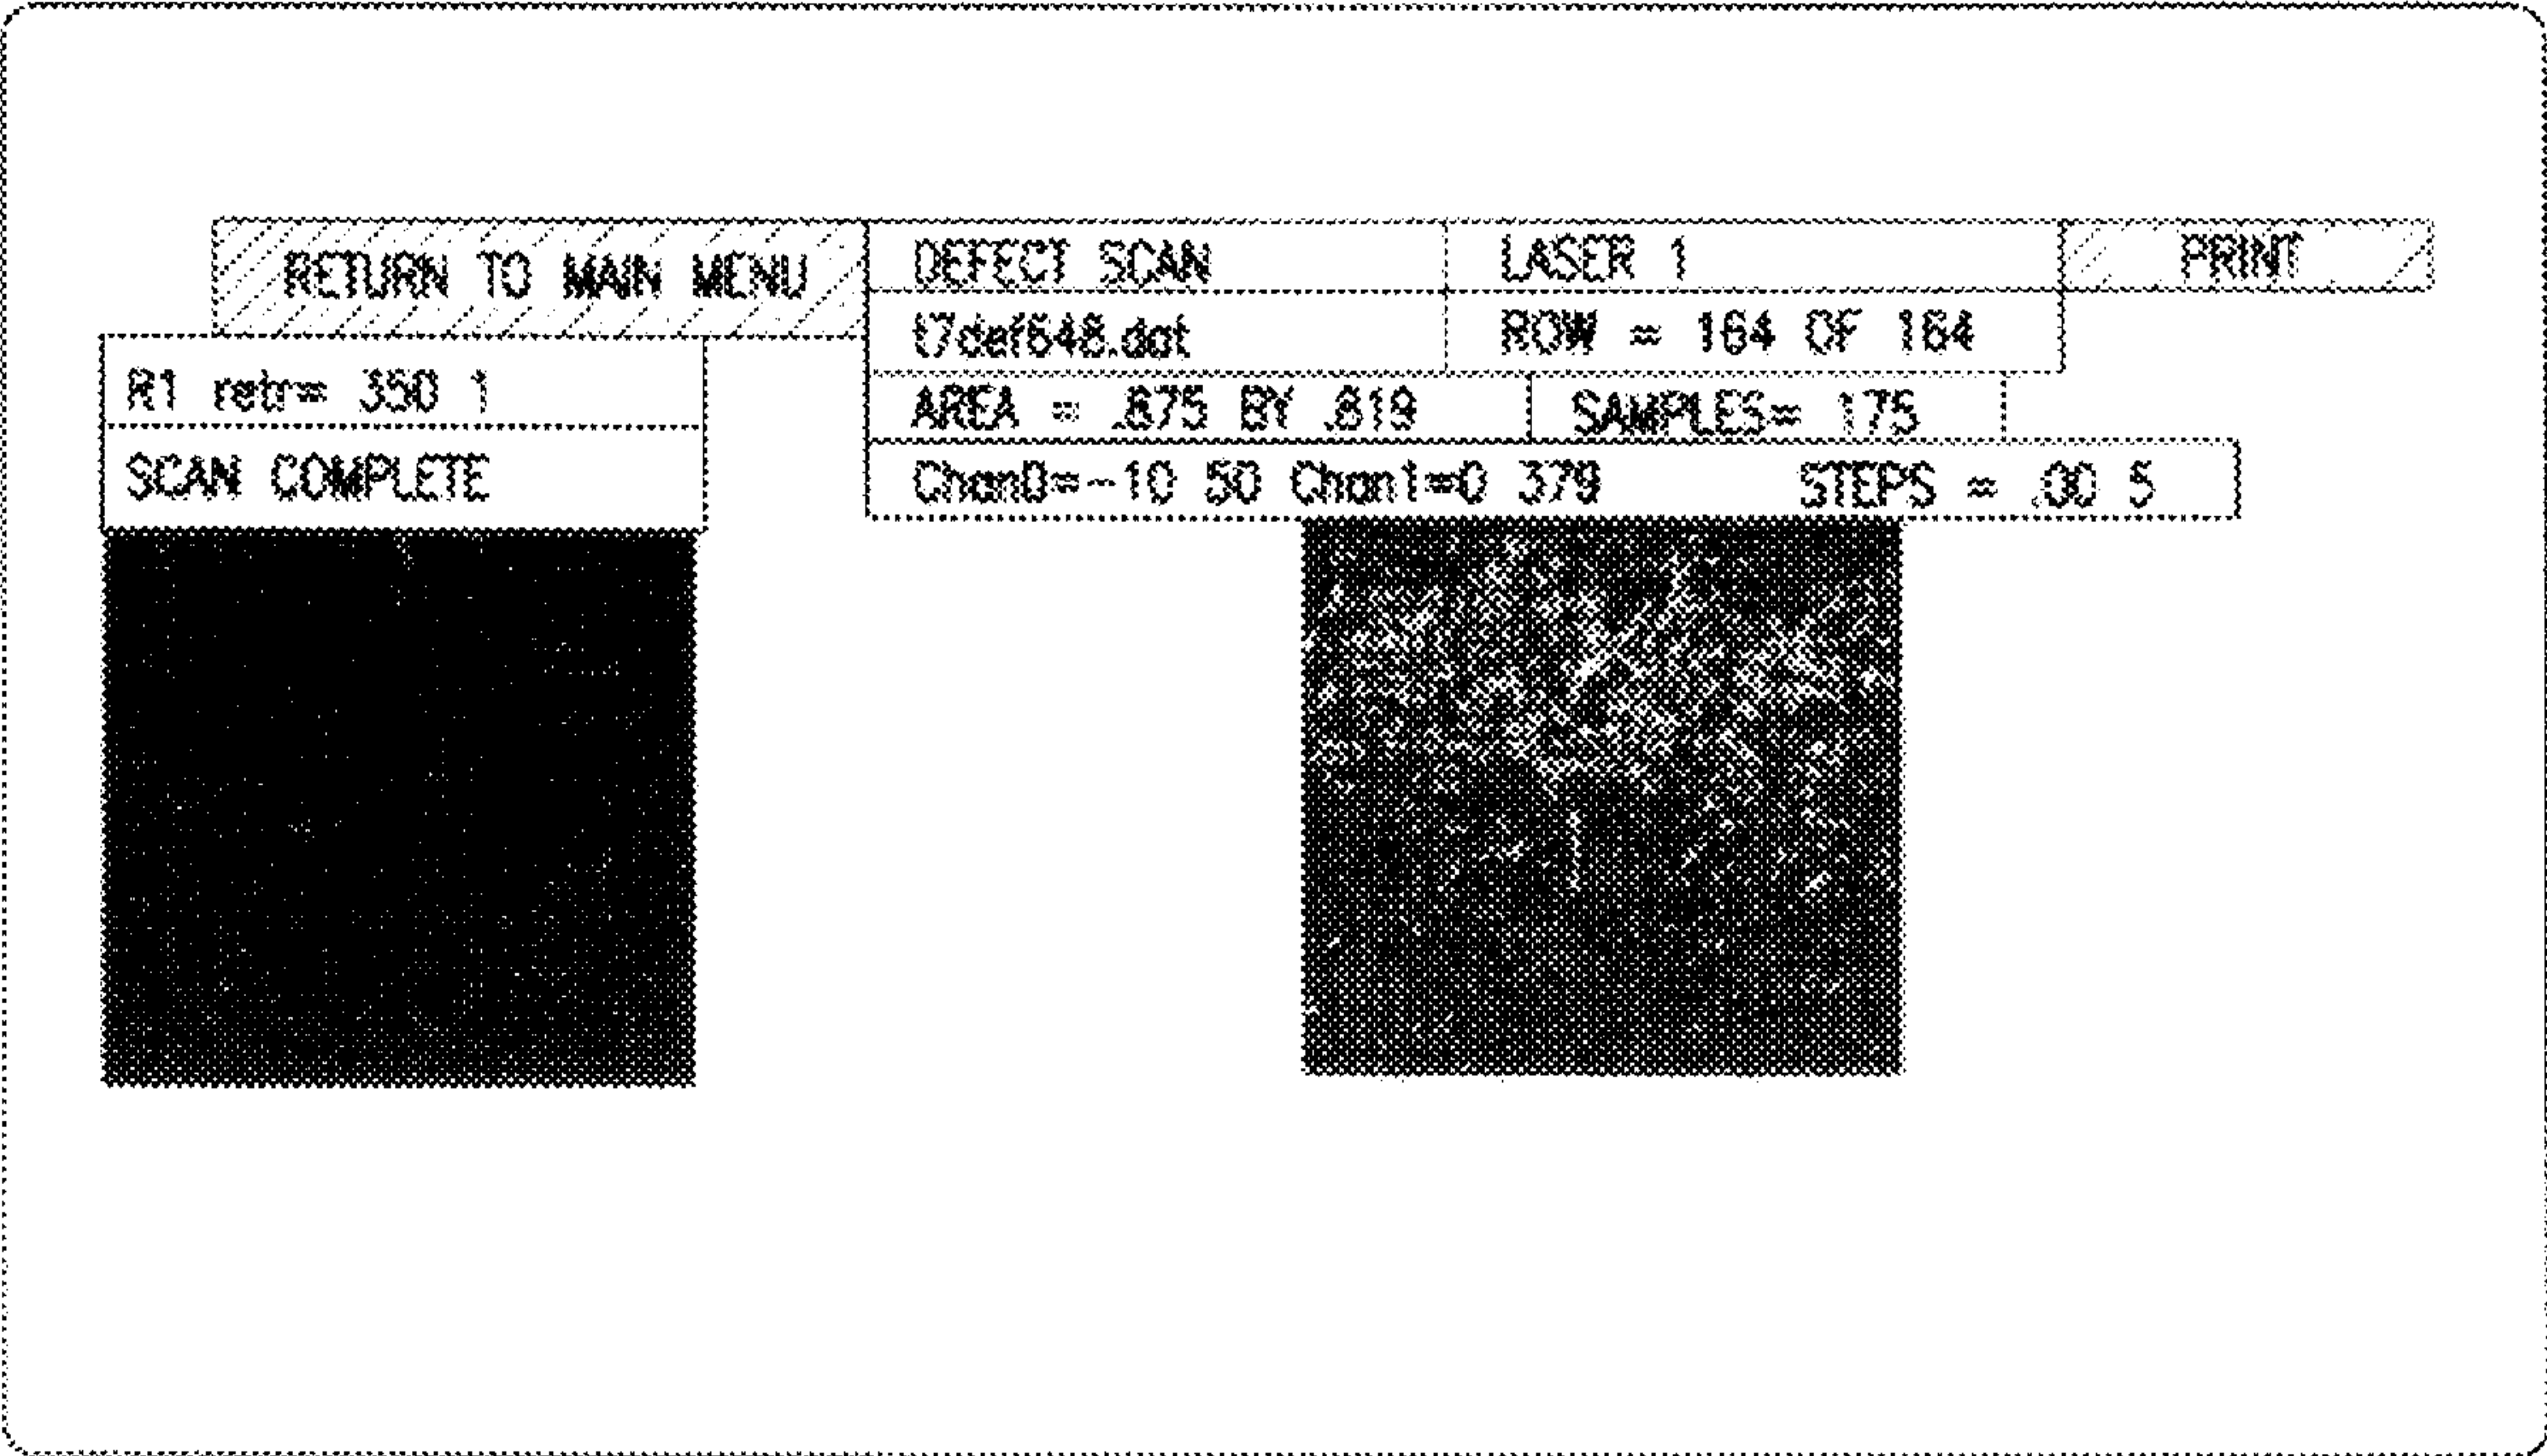 RETURN TO MAIN MENU
DEFECT SCAN
LASER 1
PRINT
t7def648.dat
ROW = 164 OF 164
R1 retr= 350 1
AREA = .875 BY .819
SAMPLES= 175
SCAN COMPLETE
Chan0=-10 50 Chan1=0 379
STEPS = .00 5